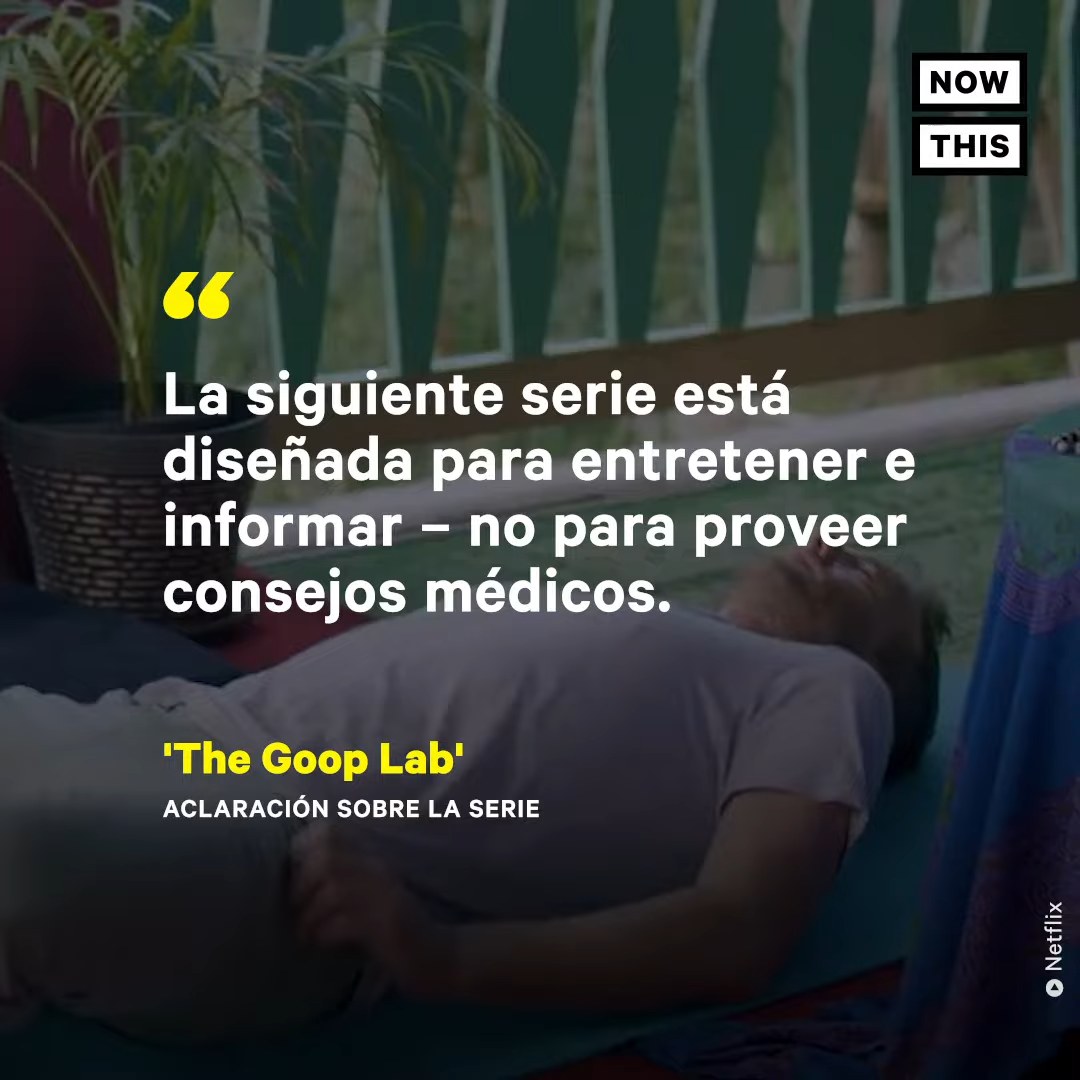 NOW
THIS
“
La siguiente serie está
diseñada para entretener e
informar – no para proveer
consejos médicos.
'The Goop Lab'
ACLARACIÓN SOBRE LA SERIE
Netflix